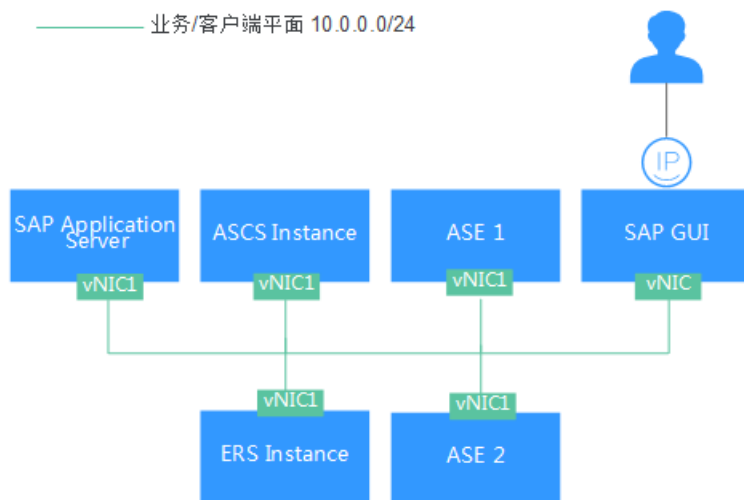 业务/客户端平面 10.0.0.0/24
IP
SAP Application
Server
ASCS Instance
ASE 1
SAP GUI
vNIC1
vNIC1
vNIC1
vNIC
vNIC1
vNIC1
ERS Instance
ASE 2